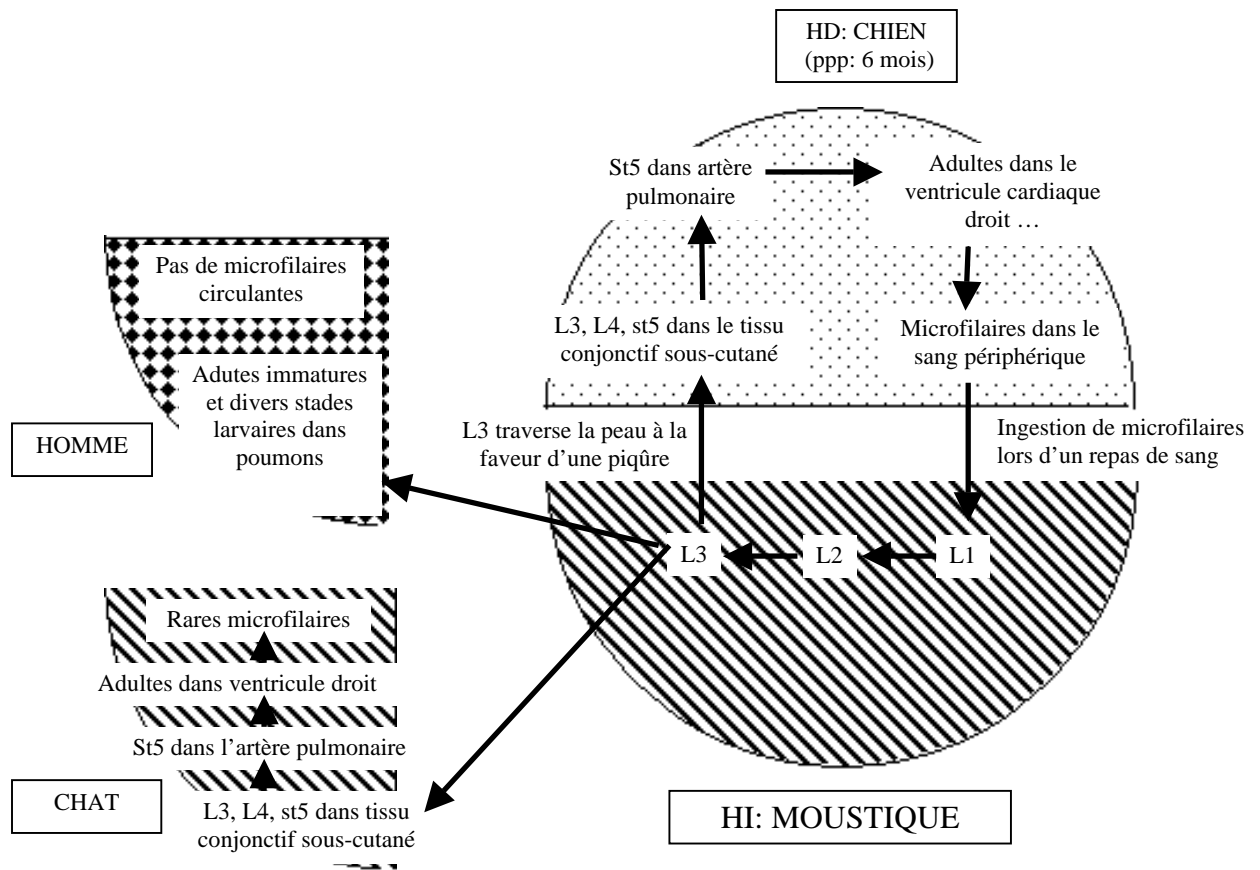 HD: CHIEN
(ppp: 6 mois)
St5 dans artère
pulmonaire
Adultes dans le
ventricule cardiaque
droit …
L3, L4, st5 dans le tissu
conjonctif sous-cutané
Microfilaires dans le
sang périphérique
L3 traverse la peau à la
faveur d’une piqûre
Ingestion de microfilaires
lors d’un repas de sang
L3
L2
L1
HI: MOUSTIQUE
Pas de microfilaires
circulantes
Adutes immatures
et divers stades
larvaires dans
poumons
HOMME
Rares microfilaires
Adultes dans ventricule droit
St5 dans l’artère pulmonaire
L3, L4, st5 dans tissu
conjonctif sous-cutané
CHAT